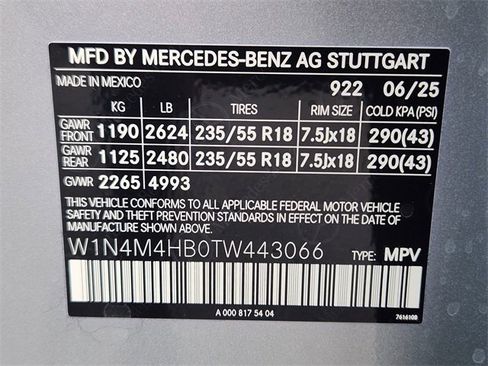 MFD BY MERCEDES-BENZ AG STUTTGART
MADE IN MEXICO 922 06/25
KG LB TIRES RIM SIZE COLD KPA(PSI)
GAWR FRONT 1190 2624 235/55 R18 7.5Jx18 290(43)
GAWR REAR 1125 2480 235/55 R18 7.5Jx18 290(43)
GVWR 2265 4993
THIS VEHICLE CONFORMS TO ALL APPLICABLE FEDERAL MOTOR VEHICLE
SAFETY AND THEFT PREVENTION STANDARDS IN EFFECT ON THE DATE OF
MANUFACTURE SHOWN ABOVE.
W1N4M4HB0TW443066 TYPE: MPV
A 000 817 54 04
761610B